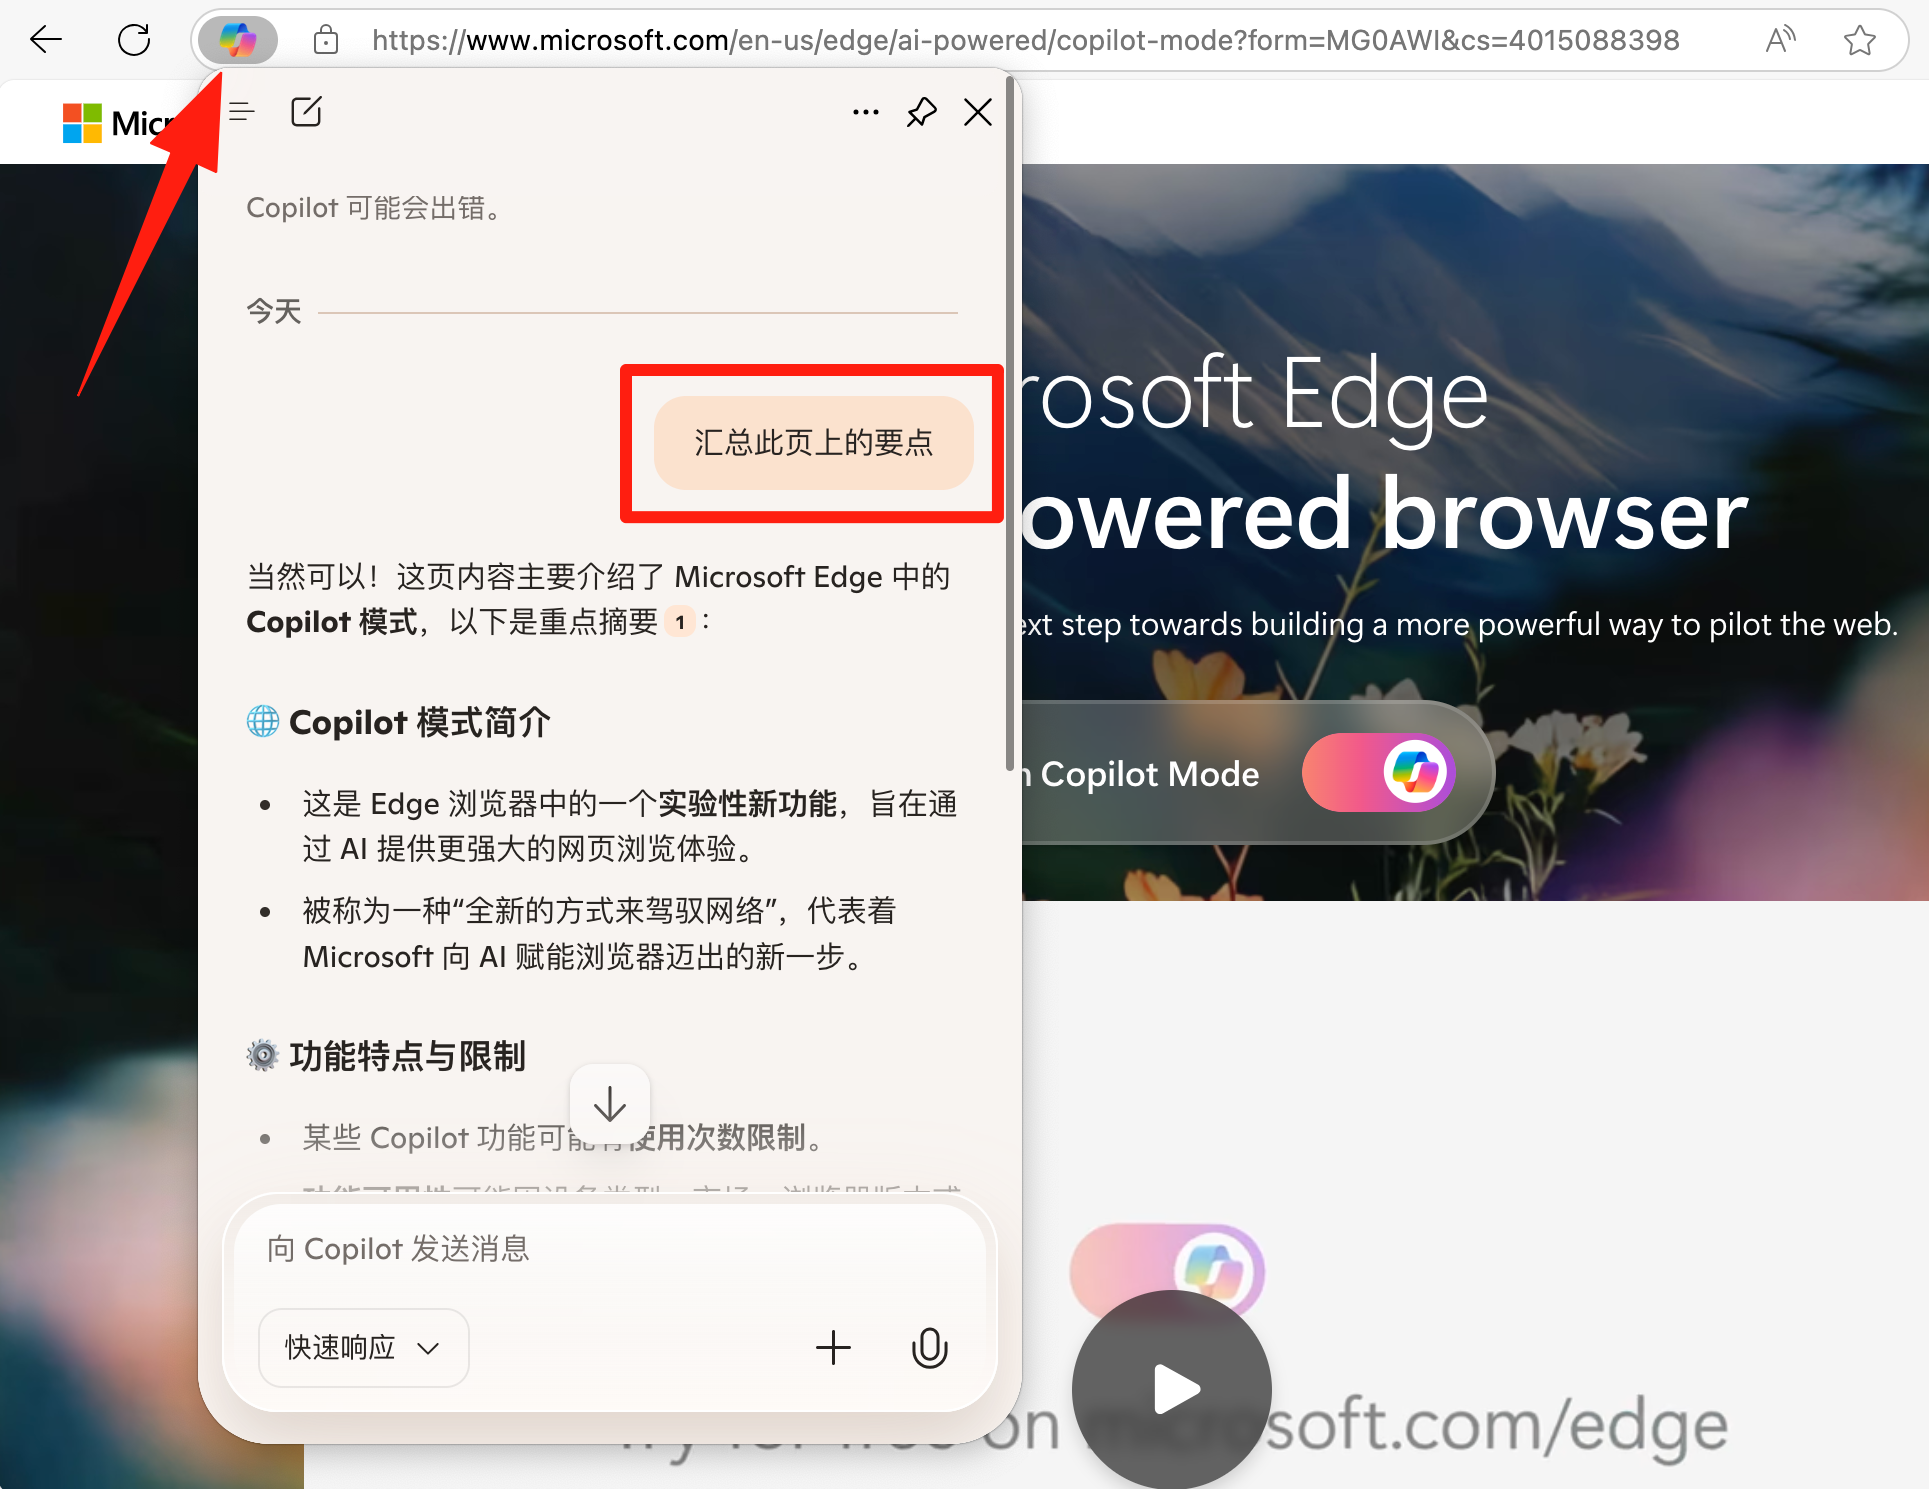 https://www.microsoft.com/en-us/edge/ai-powered/copilot-mode?form=MG0AWI&cs=4015088398
Copilot 可能会出错。
今天
汇总此页上的要点
当然可以！这页内容主要介绍了 Microsoft Edge 中的
Copilot 模式，以下是重点摘要 1：
Copilot 模式简介
这是 Edge 浏览器中的一个实验性新功能，旨在通
过 AI 提供更强大的网页浏览体验。
被称为一种“全新的方式来驾驭网络”，代表着
Microsoft 向 AI 赋能浏览器迈出的新一步。
功能特点与限制
某些 Copilot 功能可能有使用次数限制。
向 Copilot 发送消息
快速响应
rosoft Edge
owered browser
ext step towards building a more powerful way to pilot the web.
Copilot Mode
on microsoft.com/edge